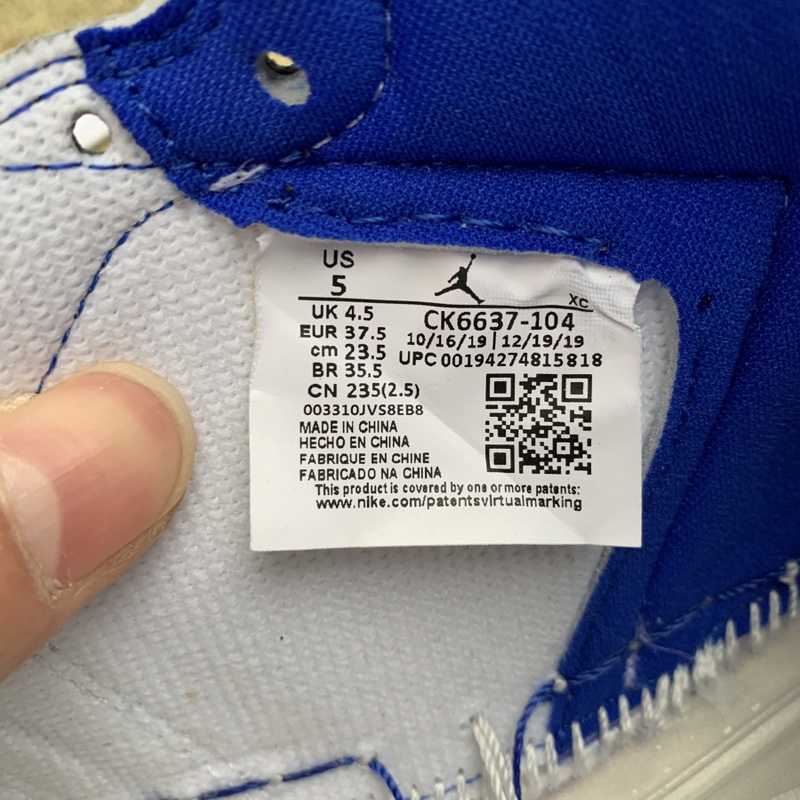 US
5
XC
UK 4.5
EUR 37.5
cm 23.5
BR 35.5
CN 235(2.5)
CK6637-104
10/16/19 | 12/19/19
UPC 00194274815818
003310JVS8EB8
MADE IN CHINA
HECHO EN CHINA
FABRIQUE EN CHINE
FABRICADO NA CHINA
This product is covered by one or more patents:
www.nike.com/patentsvirtualmarking